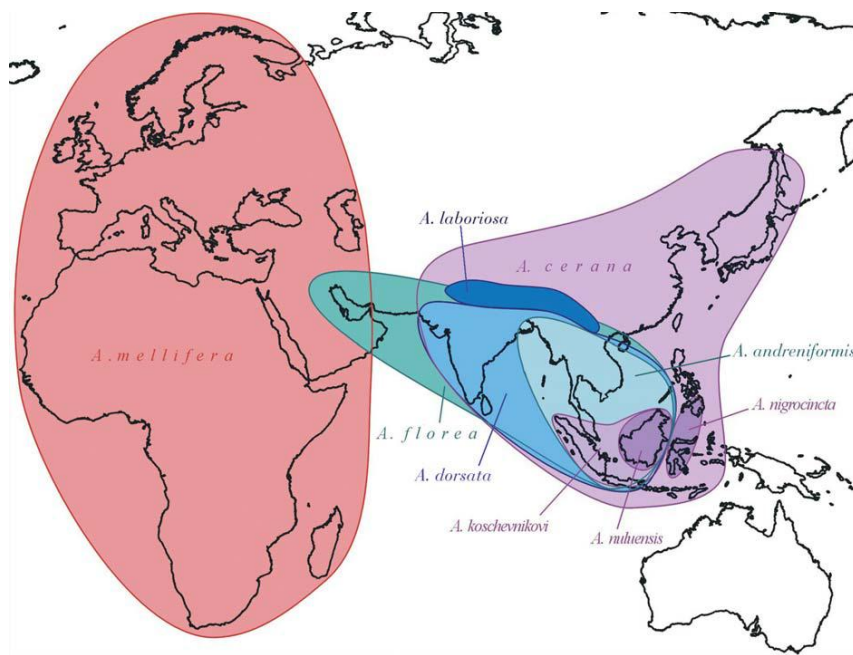 A. laboriosa
A. cerana
A. mellifera
A. andreniformis
A. nigrocincta
A. florea
A. dorsata
A. koschevnikovi
A. nuluensis